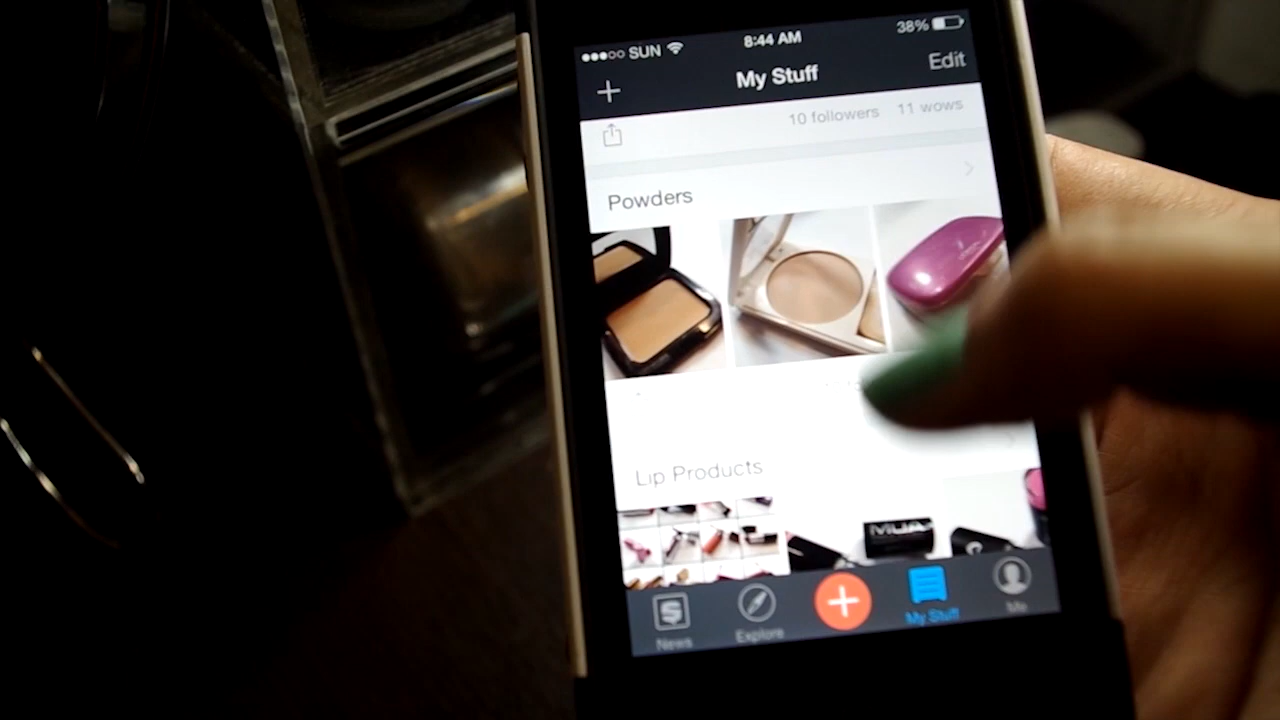 SUN 8:44 AM 38%
My Stuff Edit
10 followers 11 wows
Powders
Lip Products
MUA
News Explore My Stuff Me